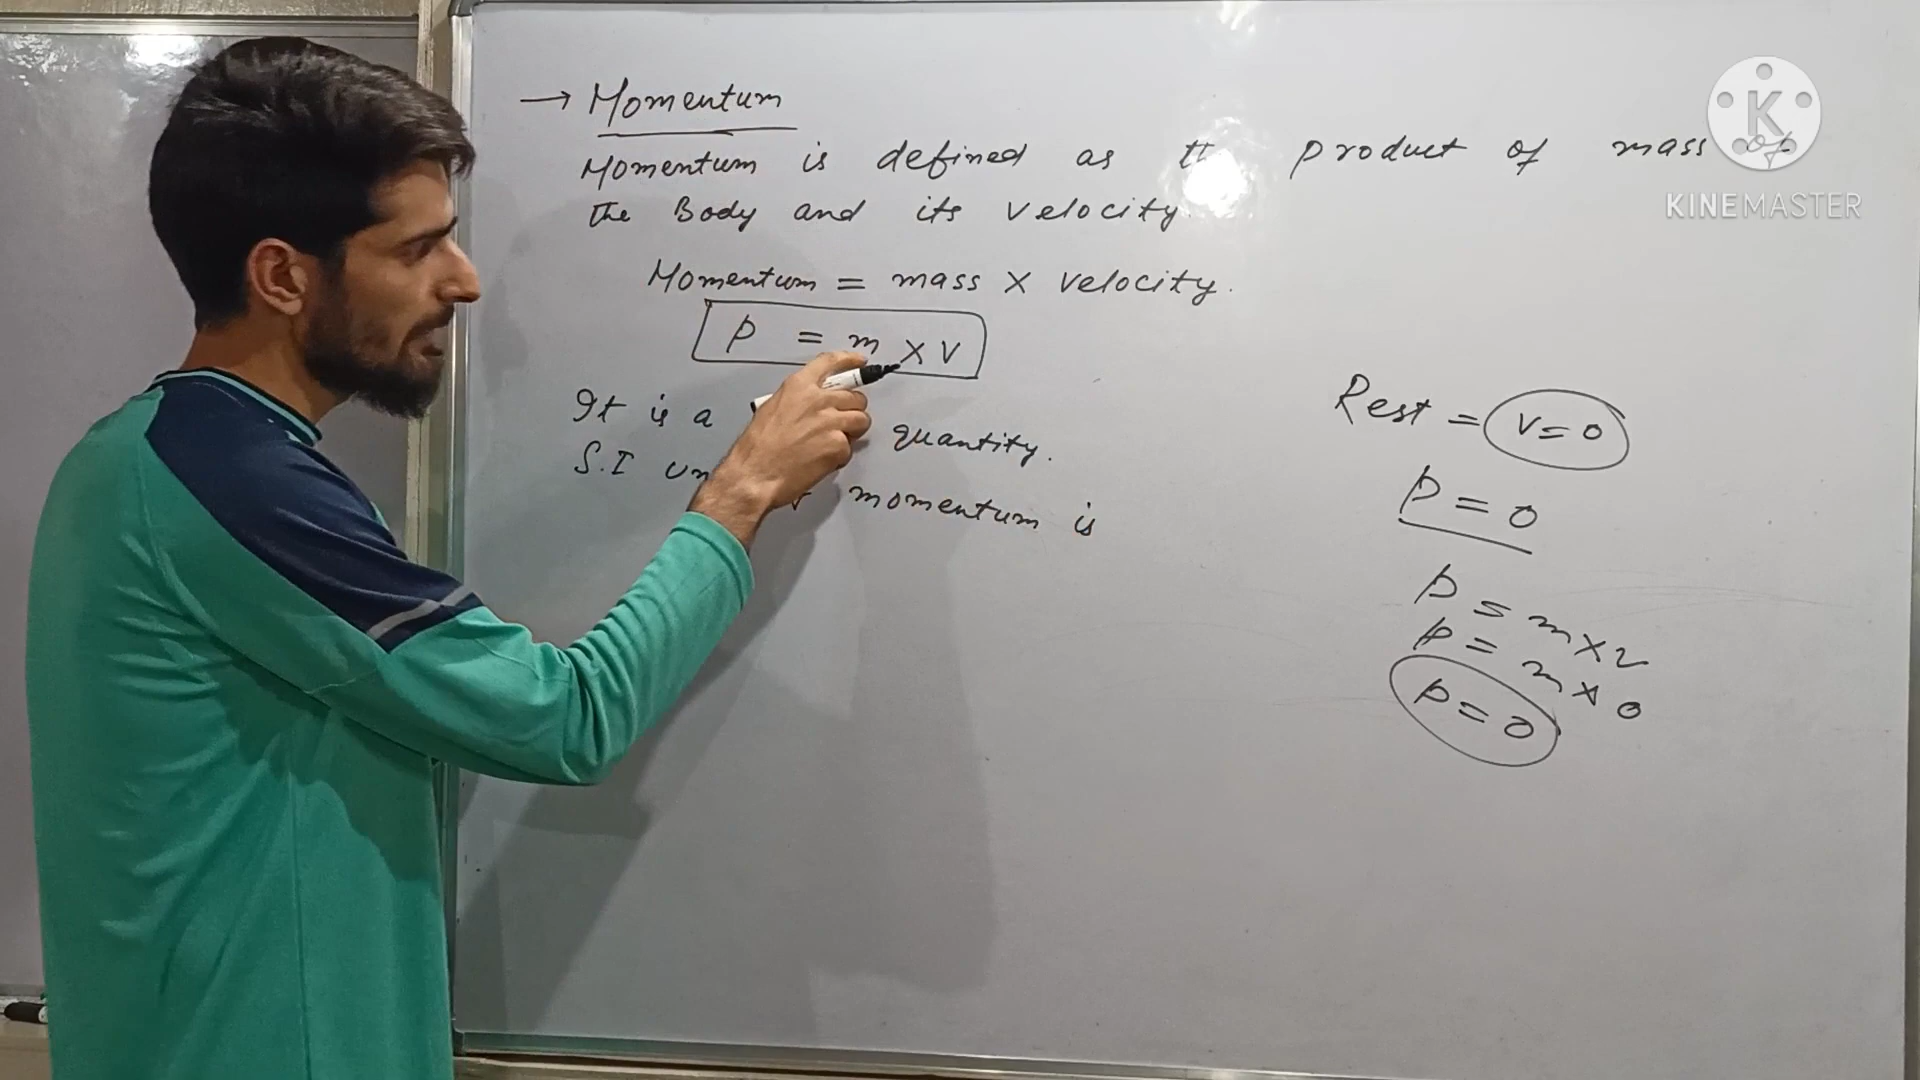 → Momentum
Momentum is defined as product of mass of
the Body and its velocity.
Momentum = mass X velocity.
P = m X V
It is a quantity.
S.I momentum is
Rest = V=0
P = 0
P = m X V
P = m X 0
P = 0
K
KINEMASTER